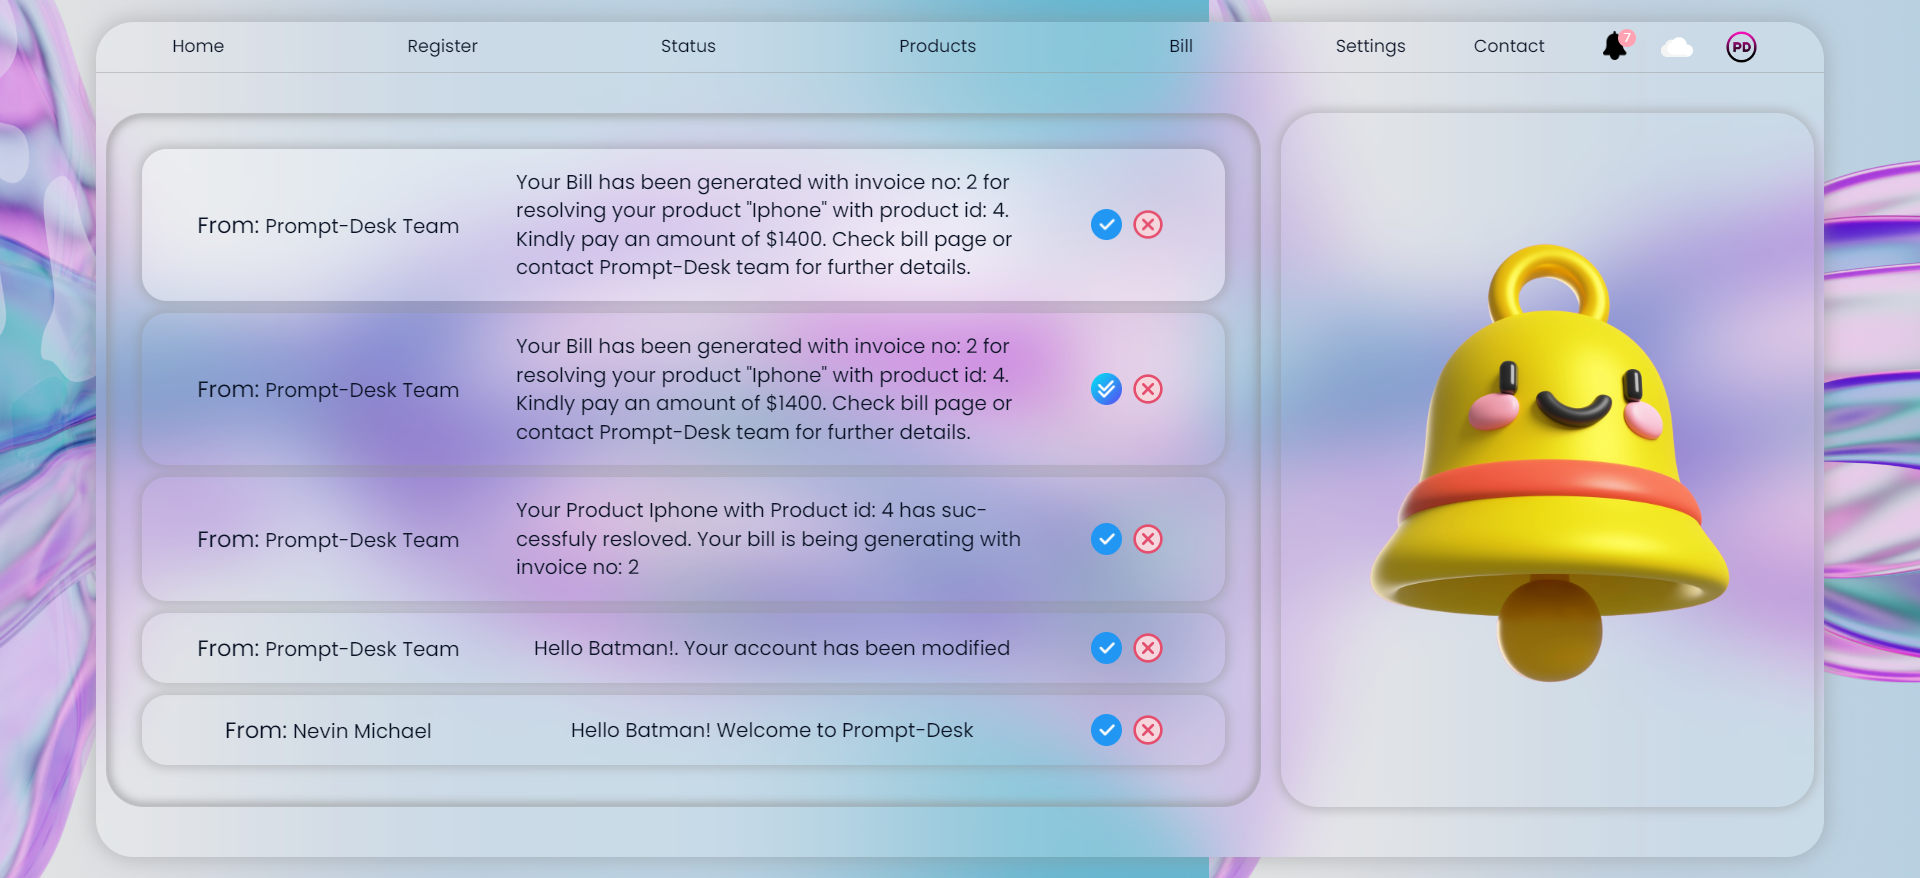 Home Register Status Products Bill Settings Contact 7 PD
Your Bill has been generated with invoice no: 2 for
resolving your product "Iphone" with product id: 4.
From: Prompt-Desk Team
Kindly pay an amount of $1400. Check bill page or
contact Prompt-Desk team for further details.
Your Bill has been generated with invoice no: 2 for
resolving your product "Iphone" with product id: 4.
From: Prompt-Desk Team
Kindly pay an amount of $1400. Check bill page or
contact Prompt-Desk team for further details.
Your Product Iphone with Product id: 4 has suc-
From: Prompt-Desk Team
cessfuly resloved. Your bill is being generating with
invoice no: 2
From: Prompt-Desk Team
Hello Batman!. Your account has been modified
From: Nevin Michael
Hello Batman! Welcome to Prompt-Desk